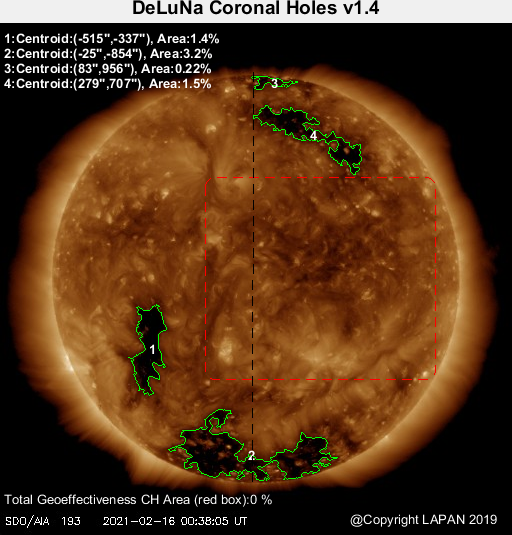 DeLuNa Coronal Holes v1.4
1:Centroid:(-515",-337"), Area:1.4%
2:Centroid:(-25",-854"), Area:3.2%
3:Centroid:(83",956"), Area:0.22%
4:Centroid:(279",707"), Area:1.5%
3
4
1
2
Total Geoeffectiveness CH Area (red box):0 %
SDO/AIA 193 2021-02-16 00:38:05 UT
@Copyright LAPAN 2019